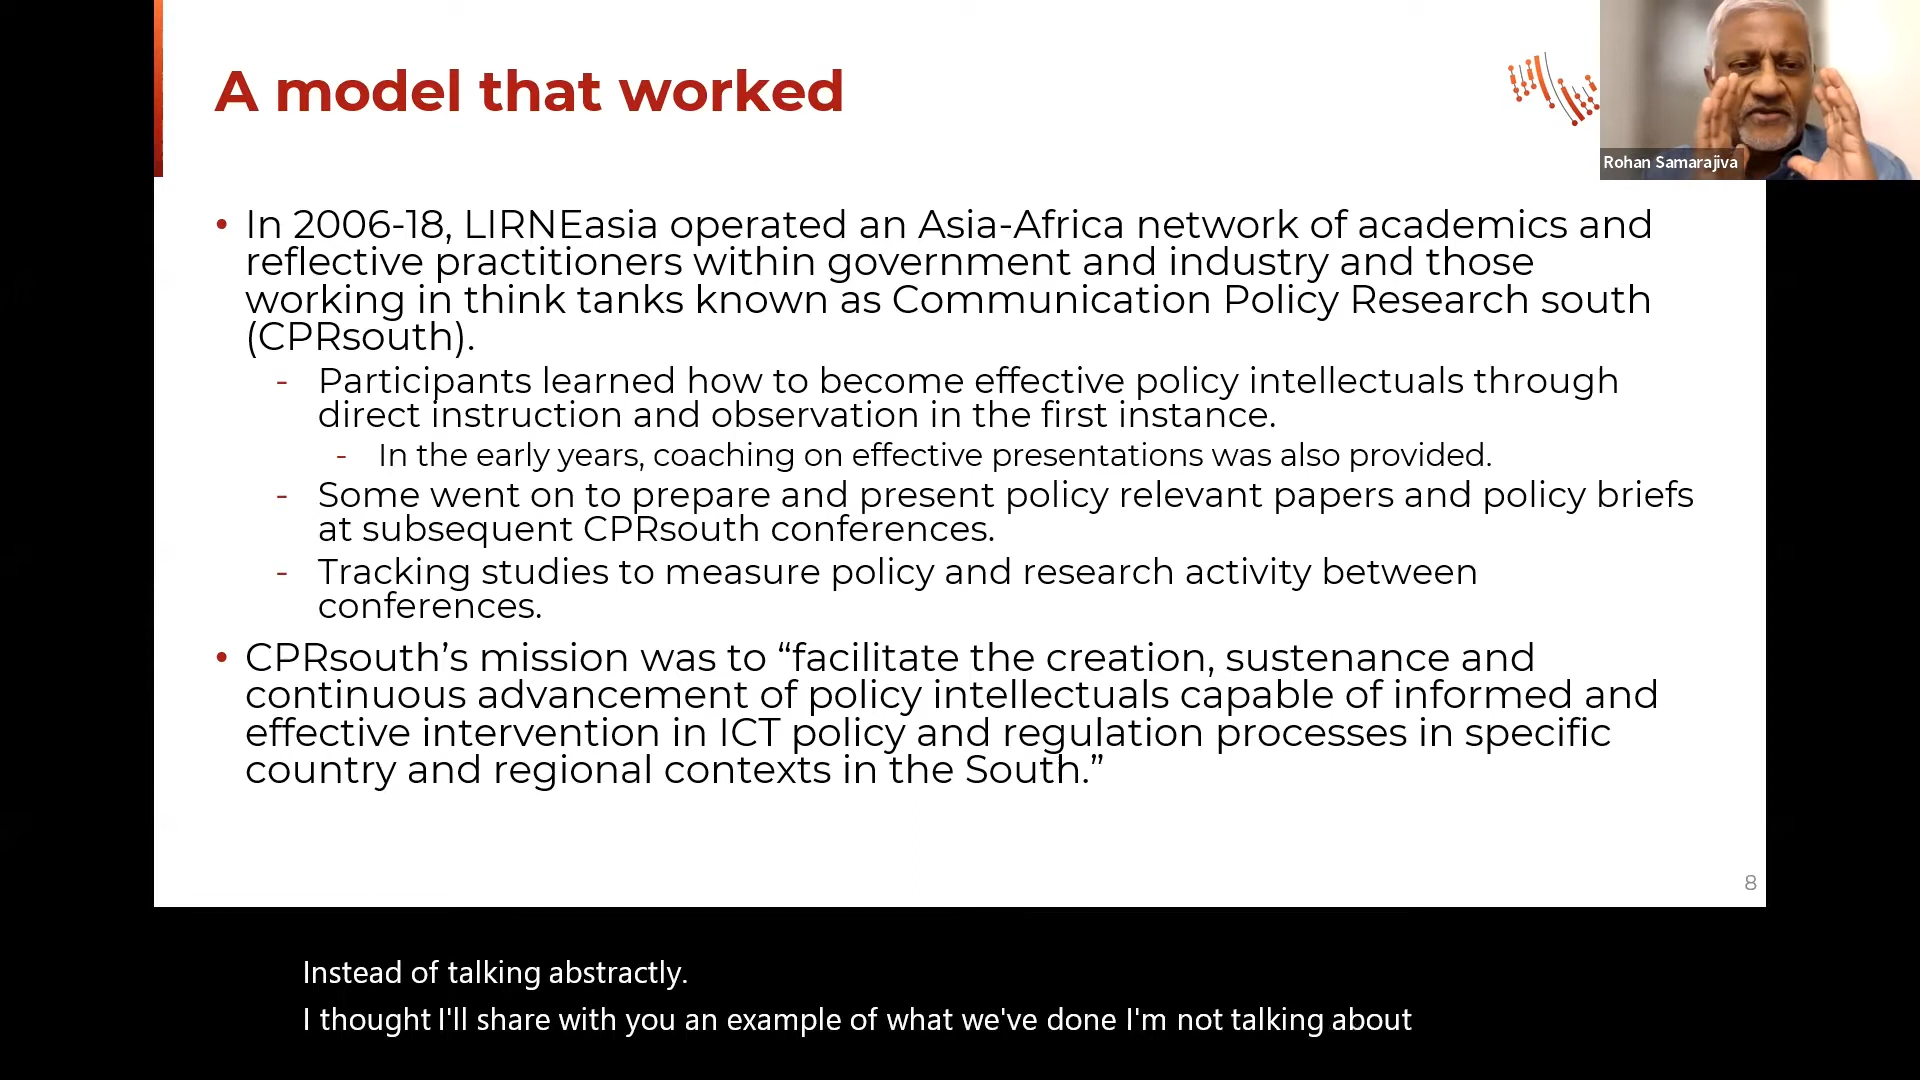 A model that worked
Rohan Samarajiva
• In 2006-18, LIRNEasia operated an Asia-Africa network of academics and
reflective practitioners within government and industry and those
working in think tanks known as Communication Policy Research south
(CPRsouth).
- Participants learned how to become effective policy intellectuals through
direct instruction and observation in the first instance.
- In the early years, coaching on effective presentations was also provided.
- Some went on to prepare and present policy relevant papers and policy briefs
at subsequent CPRsouth conferences.
- Tracking studies to measure policy and research activity between
conferences.
• CPRsouth’s mission was to “facilitate the creation, sustenance and
continuous advancement of policy intellectuals capable of informed and
effective intervention in ICT policy and regulation processes in specific
country and regional contexts in the South.”
8
Instead of talking abstractly.
I thought I'll share with you an example of what we've done I'm not talking about